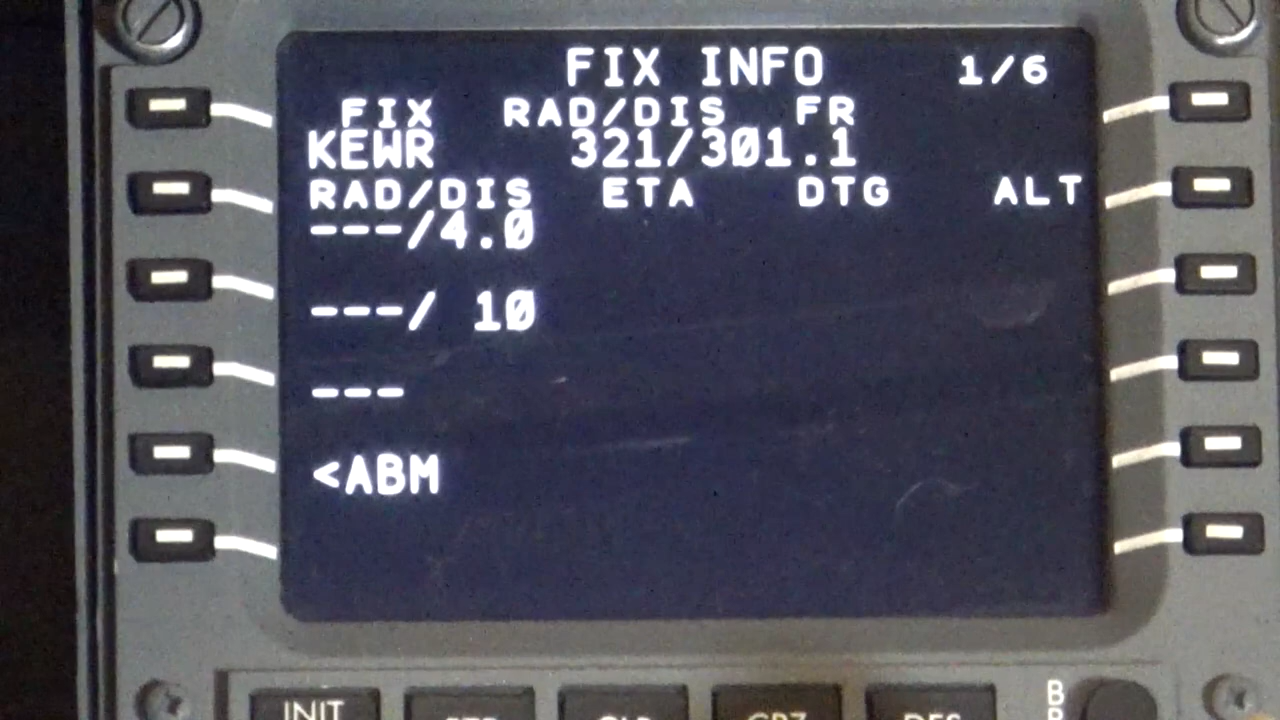 FIX INFO 1/6
FIX RAD/DIS FR
KEWR 321/301.1
RAD/DIS ETA DTG ALT
---/4.0
---/ 10
---
<ABM
INIT